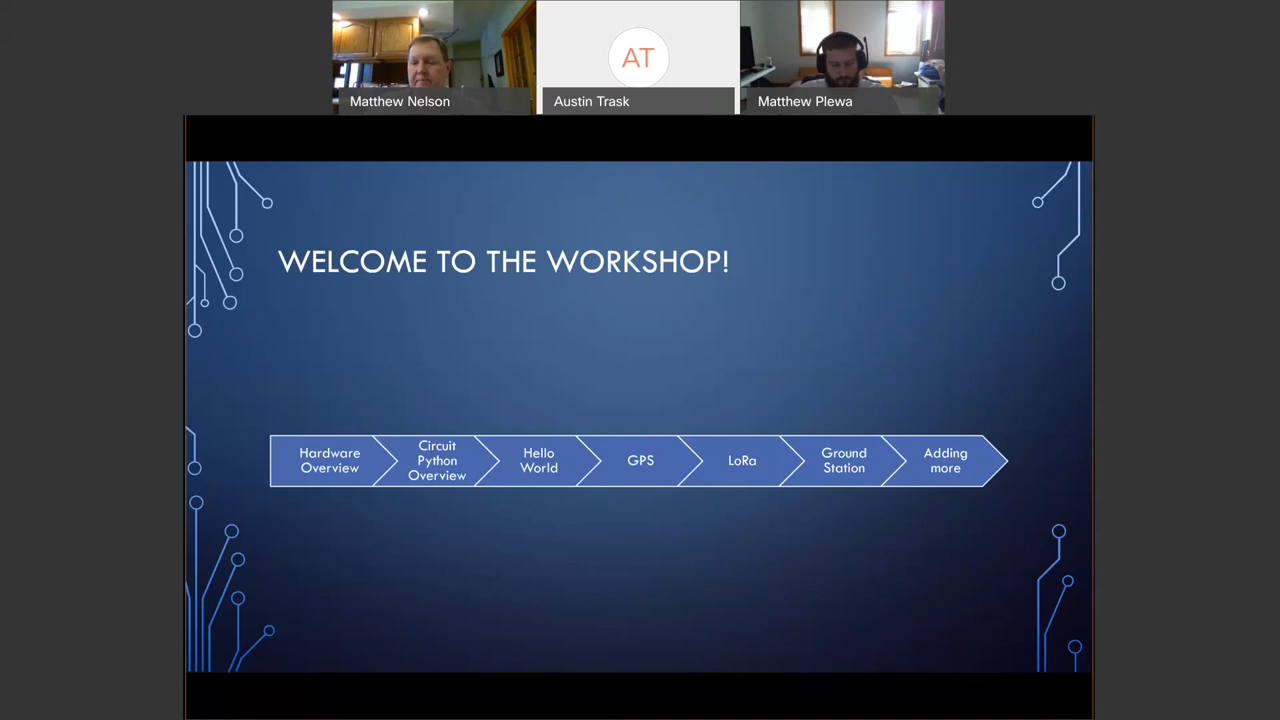 AT
Matthew Nelson
Austin Trask
Matthew Plewa
WELCOME TO THE WORKSHOP!
Hardware
Overview
Circuit
Python
Overview
Hello
World
GPS
LoRa
Ground
Station
Adding
more